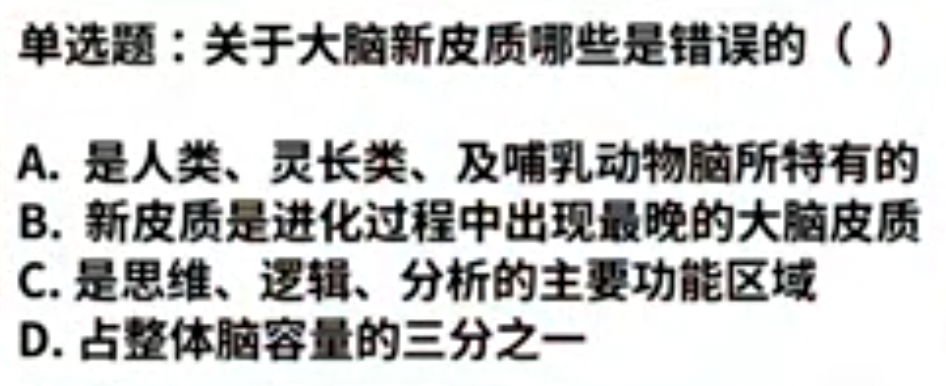 单选题：关于大脑新皮质哪些是错误的（ ）
A. 是人类、灵长类、及哺乳动物脑所特有的
B. 新皮质是进化过程中出现最晚的大脑皮质
C. 是思维、逻辑、分析的主要功能区域
D. 占整体脑容量的三分之一